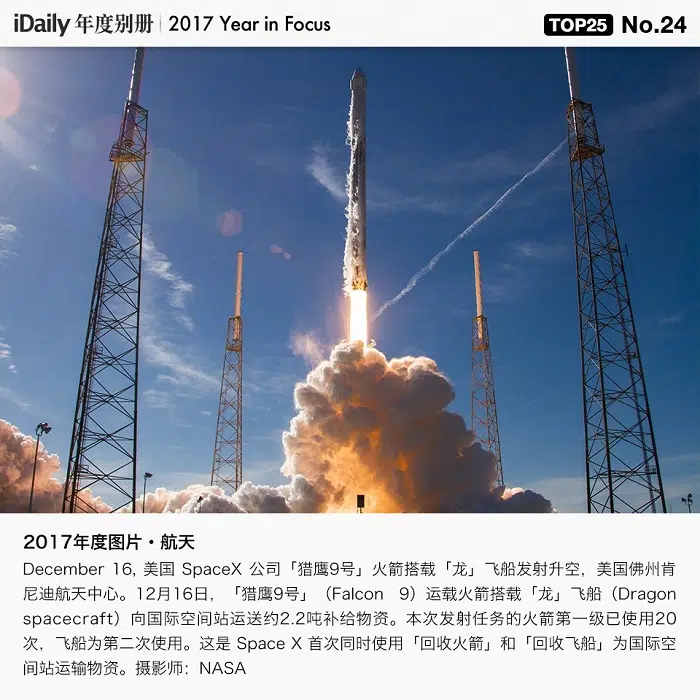 iDaily 年度别册 | 2017 Year in Focus
TOP25 No.24
2017年度图片·航天
December 16, 美国 SpaceX 公司「猎鹰9号」火箭搭载「龙」飞船发射升空，美国佛州肯
尼迪航天中心。12月16日，「猎鹰9号」（Falcon 9）运载火箭搭载「龙」飞船（Dragon
spacecraft）向国际空间站运送约2.2吨补给物资。本次发射任务的火箭第一级已使用20
次，飞船为第二次使用。这是 Space X 首次同时使用「回收火箭」和「回收飞船」为国际空
间站运输物资。摄影师：NASA